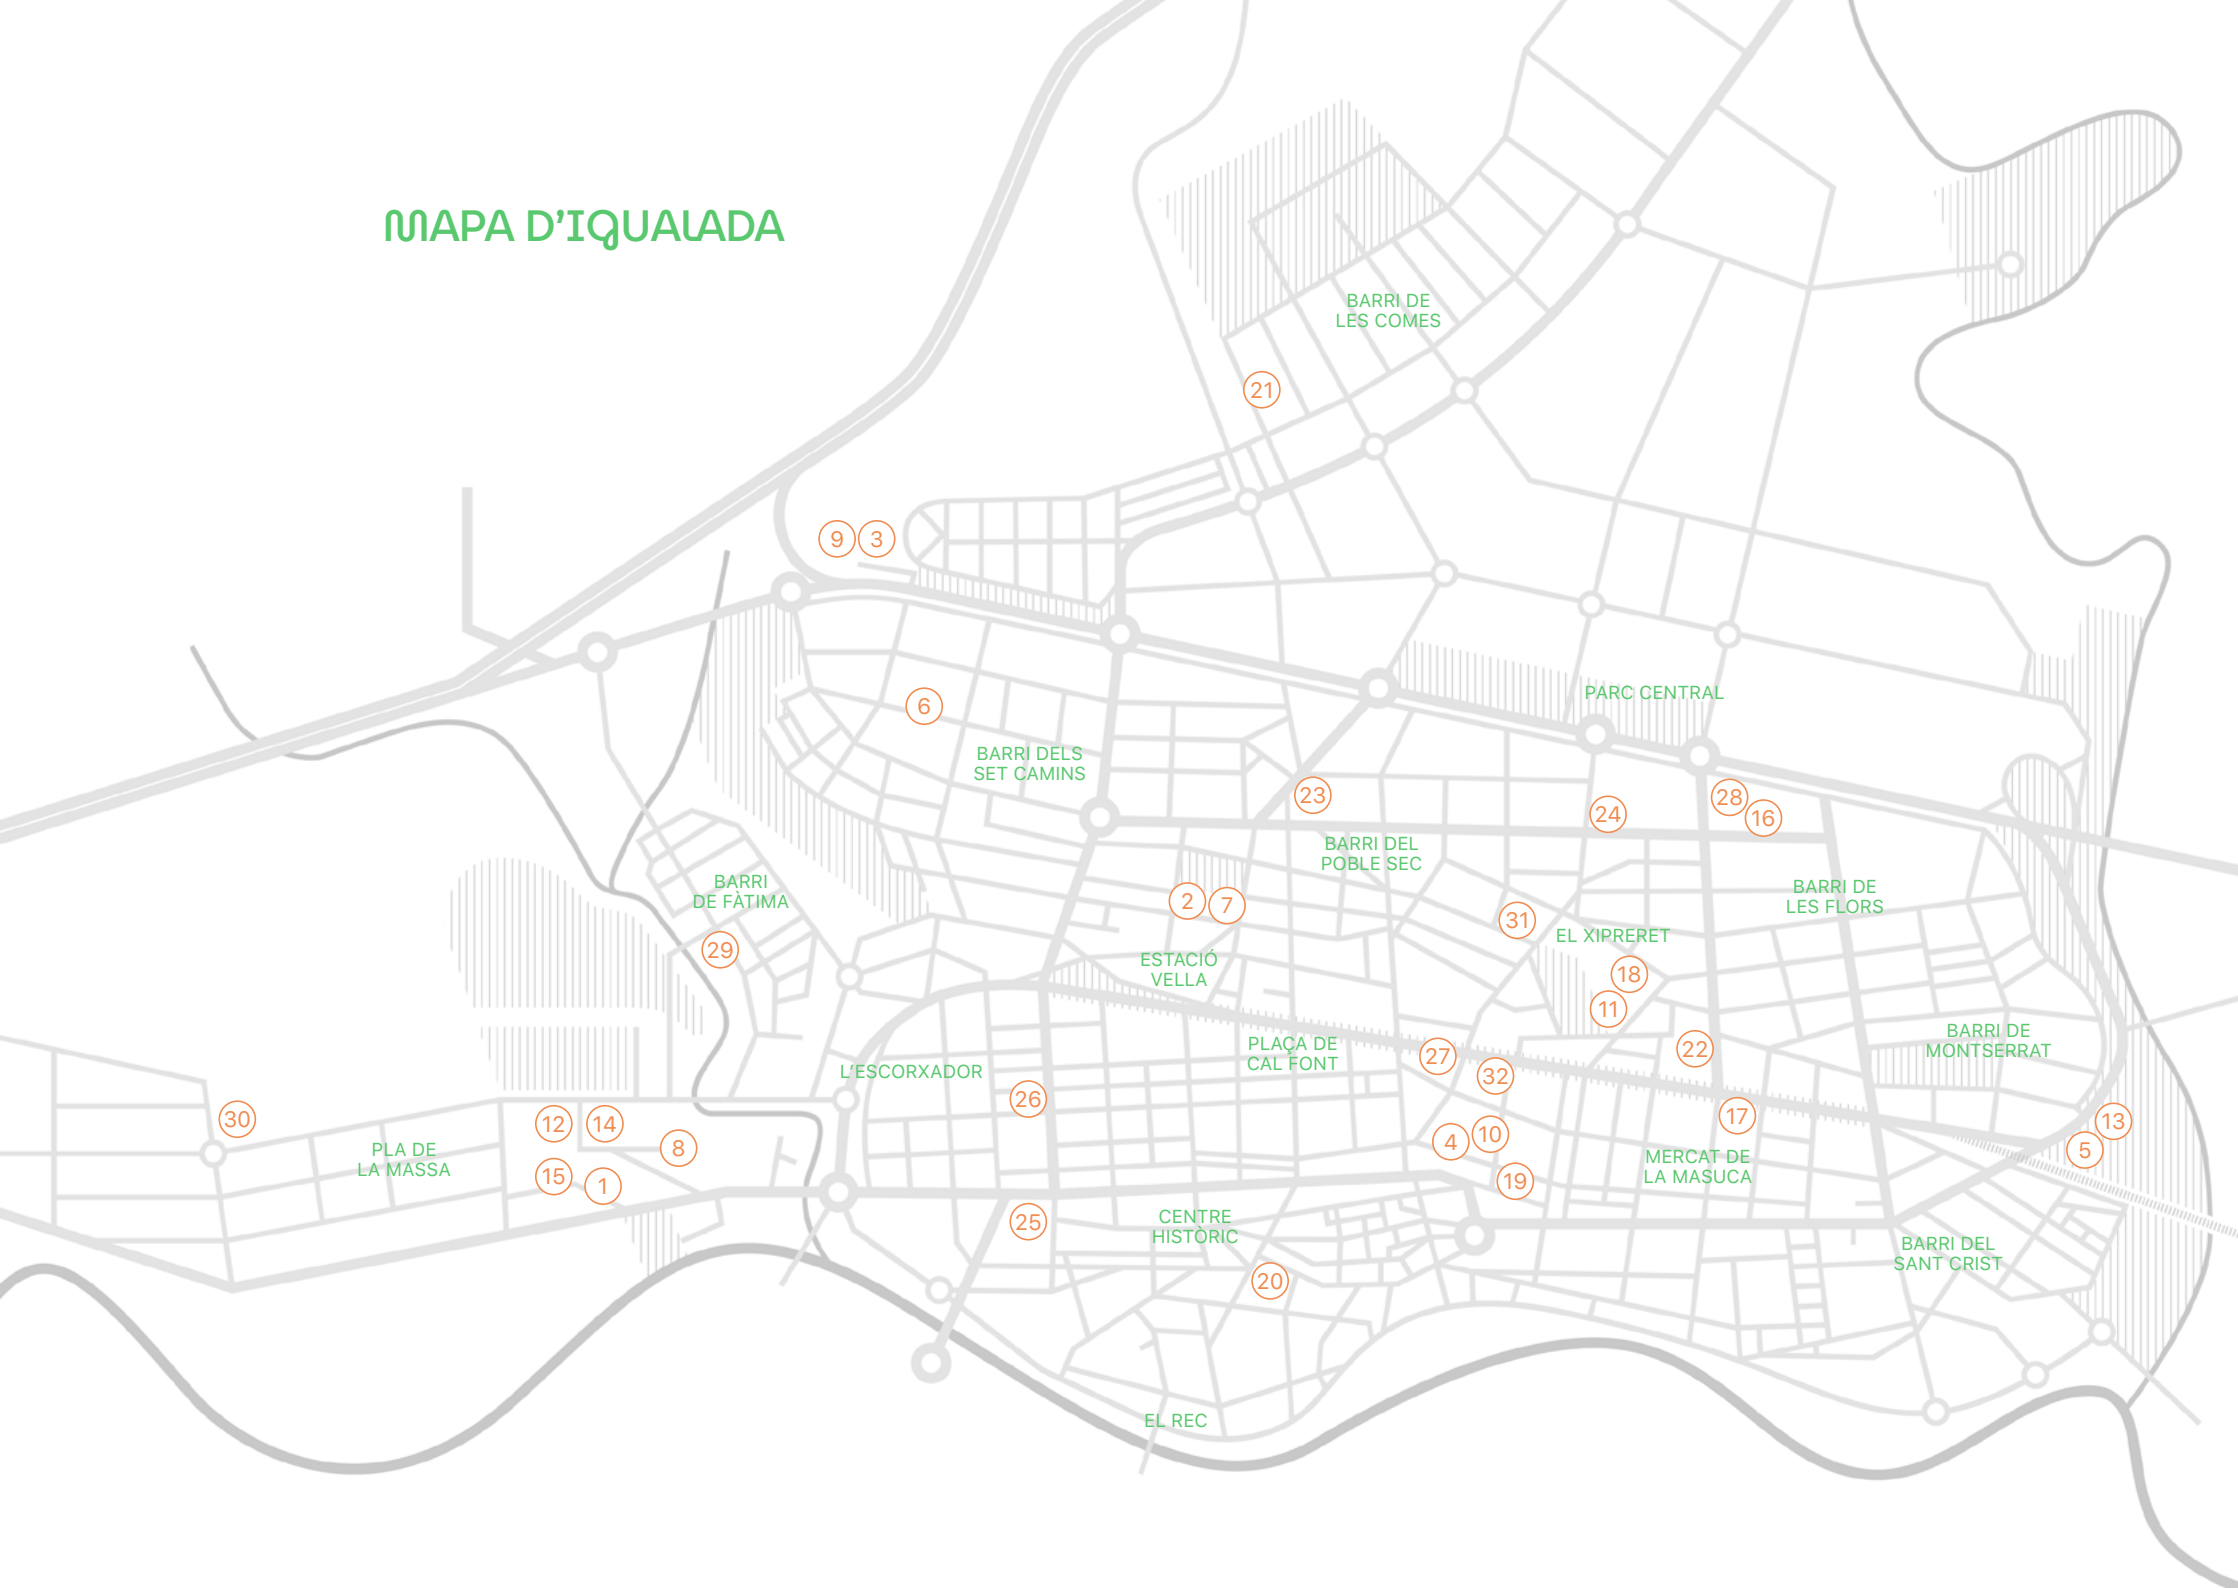 MAPA D'IGUALADA
BARRI DE
LES COMES
21
9
3
PARC CENTRAL
6
BARRI DELS
SET CAMINS
23
28
24
16
BARRI DEL
POBLE SEC
BARRI
DE FÀTIMA
BARRI DE
LES FLORS
2
7
31
EL XIPRERET
29
ESTACIÓ
VELLA
18
11
BARRI DE
MONTSERRAT
PLAÇA DE
CAL FONT
22
27
L'ESCORXADOR
32
26
30
12
14
17
13
10
4
8
5
PLA DE
LA MASSA
MERCAT DE
LA MASUCA
15
1
19
25
CENTRE
HISTÒRIC
BARRI DEL
SANT CRIST
20
EL REC